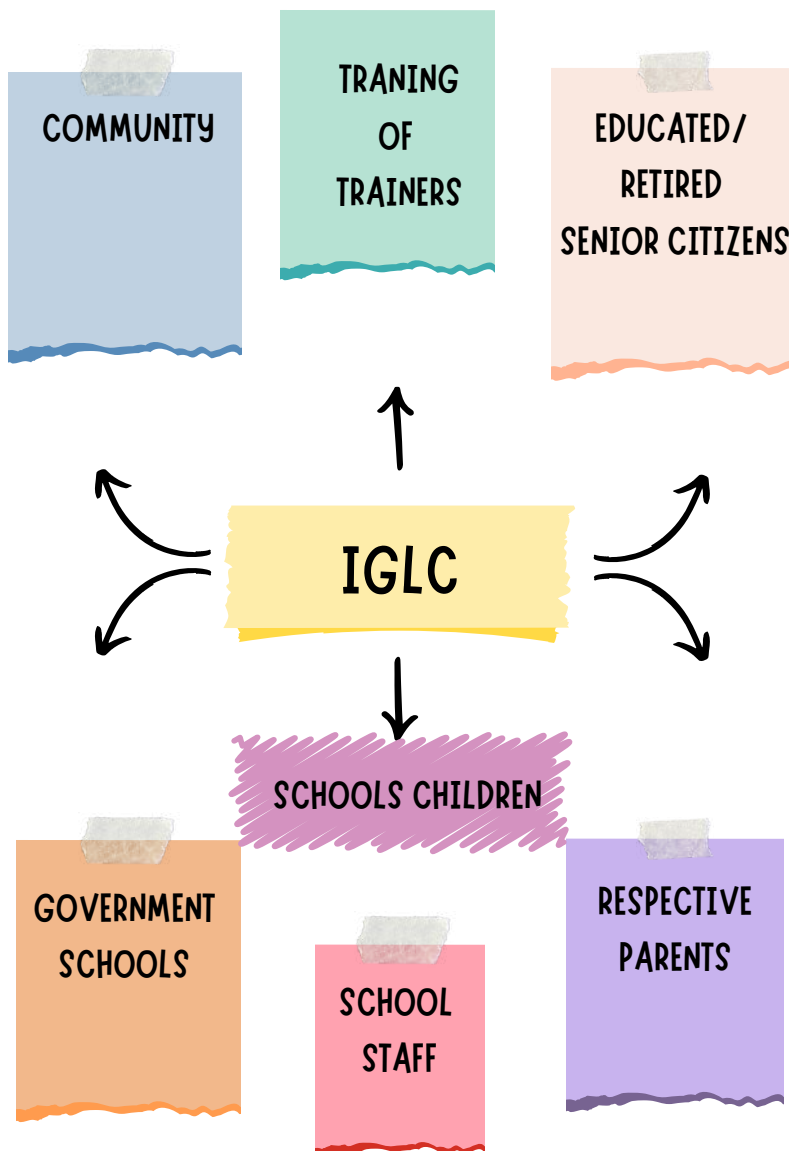 COMMUNITY
TRANING
OF
TRAINERS
EDUCATED/
RETIRED
SENIOR CITIZENS
IGLC
SCHOOLS CHILDREN
GOVERNMENT
SCHOOLS
SCHOOL
STAFF
RESPECTIVE
PARENTS